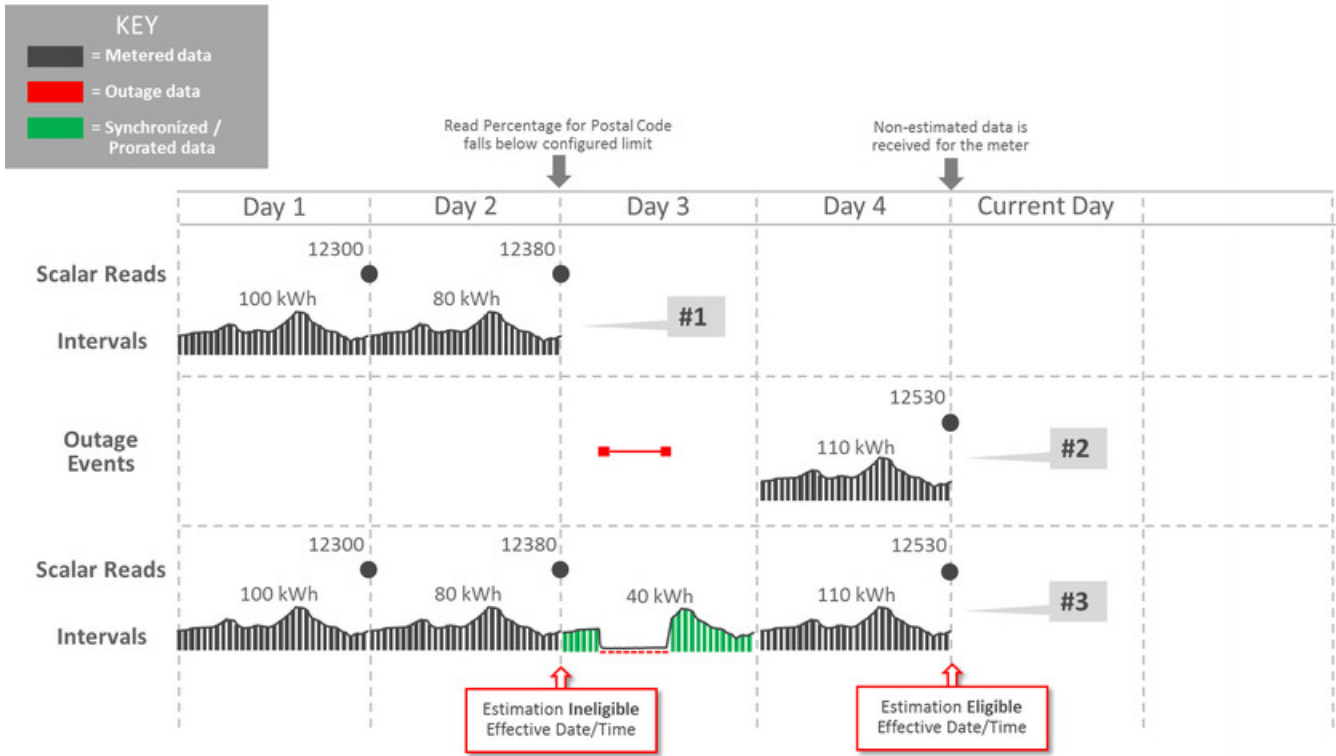 KEY
= Metered data
= Outage data
= Synchronized /
Prorated data
Read Percentage for Postal Code
falls below configured limit
Non-estimated data is
received for the meter
Day 1
Day 2
Day 3
Day 4
Current Day
Scalar Reads
12300
12380
Intervals
100 kWh
80 kWh
#1
Outage
Events
12530
110 kWh
#2
Scalar Reads
12300
12380
12530
Intervals
100 kWh
80 kWh
40 kWh
110 kWh
#3
Estimation Ineligible
Effective Date/Time
Estimation Eligible
Effective Date/Time